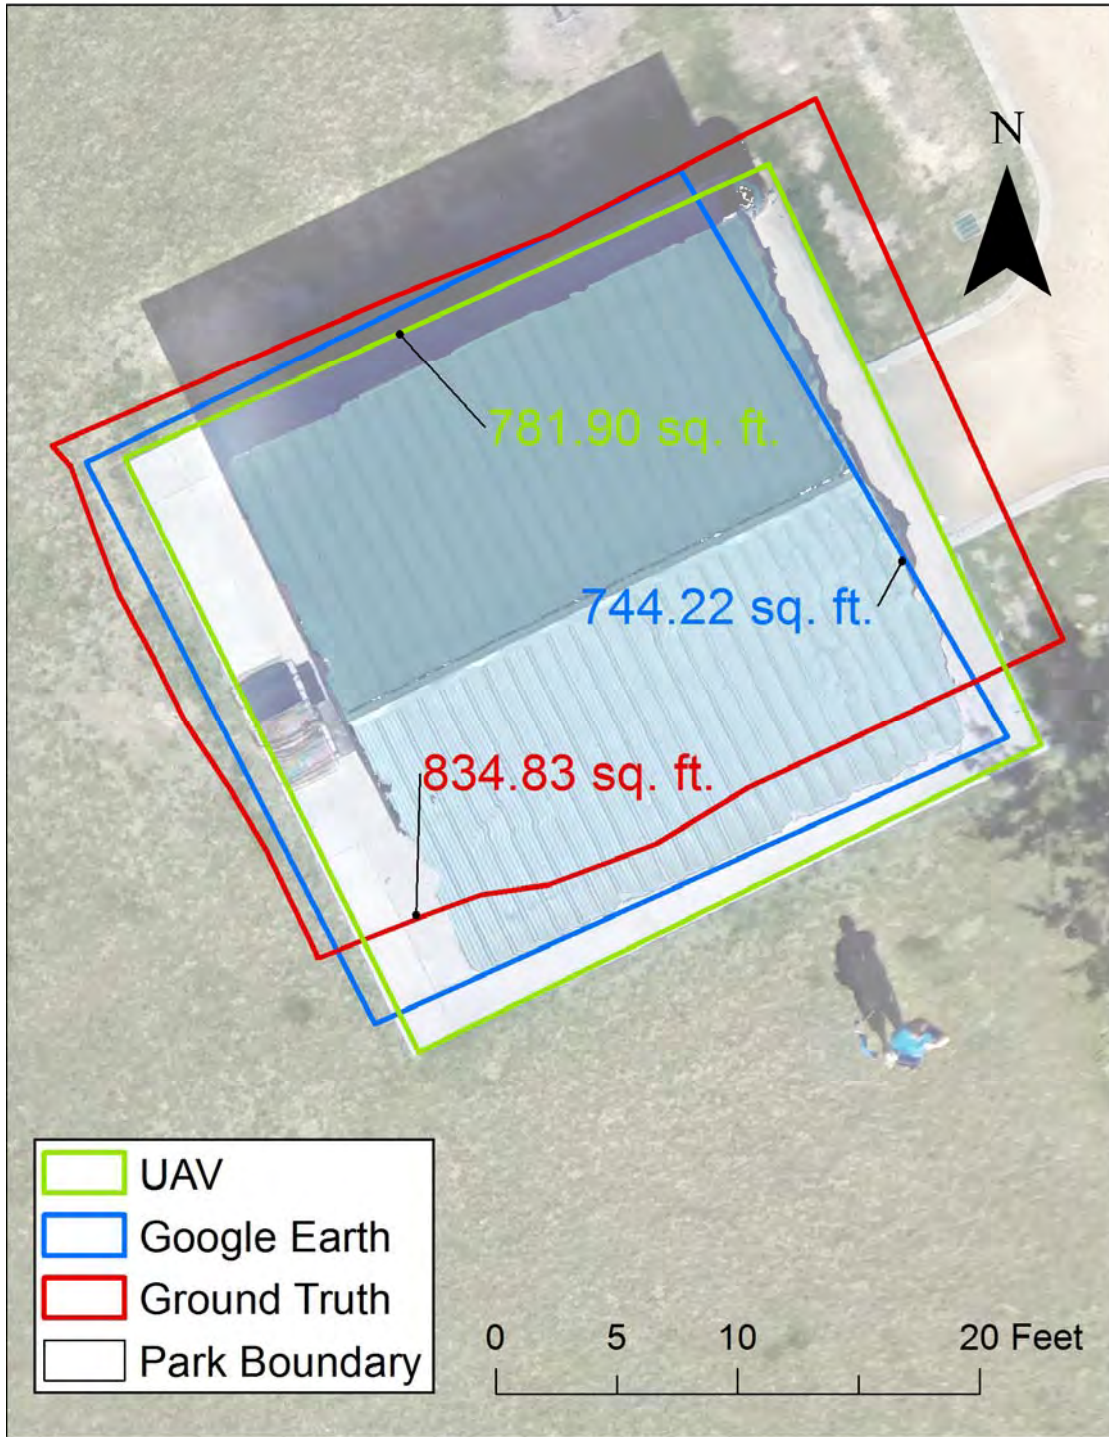 N
781.90 sq. ft.
744.22 sq. ft.
834.83 sq. ft.
UAV
Google Earth
Ground Truth
Park Boundary
0 5 10 20 Feet